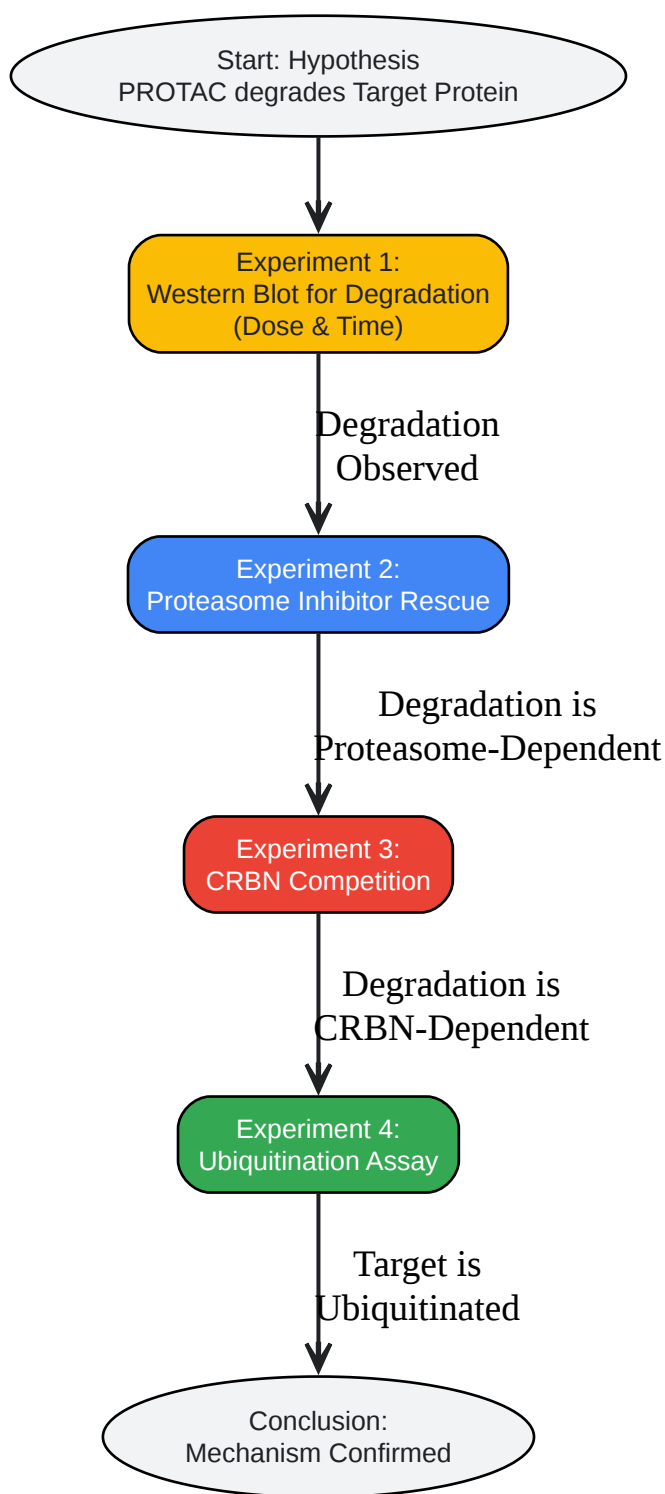 Start: Hypothesis
PROTAC degrades Target Protein
Experiment 1:
Western Blot for Degradation
(Dose & Time)
Degradation
Observed
Experiment 2:
Proteasome Inhibitor Rescue
Degradation is
Proteasome-Dependent
Experiment 3:
CRBN Competition
Degradation is
CRBN-Dependent
Experiment 4:
Ubiquitination Assay
Target is
Ubiquitinated
Conclusion:
Mechanism Confirmed